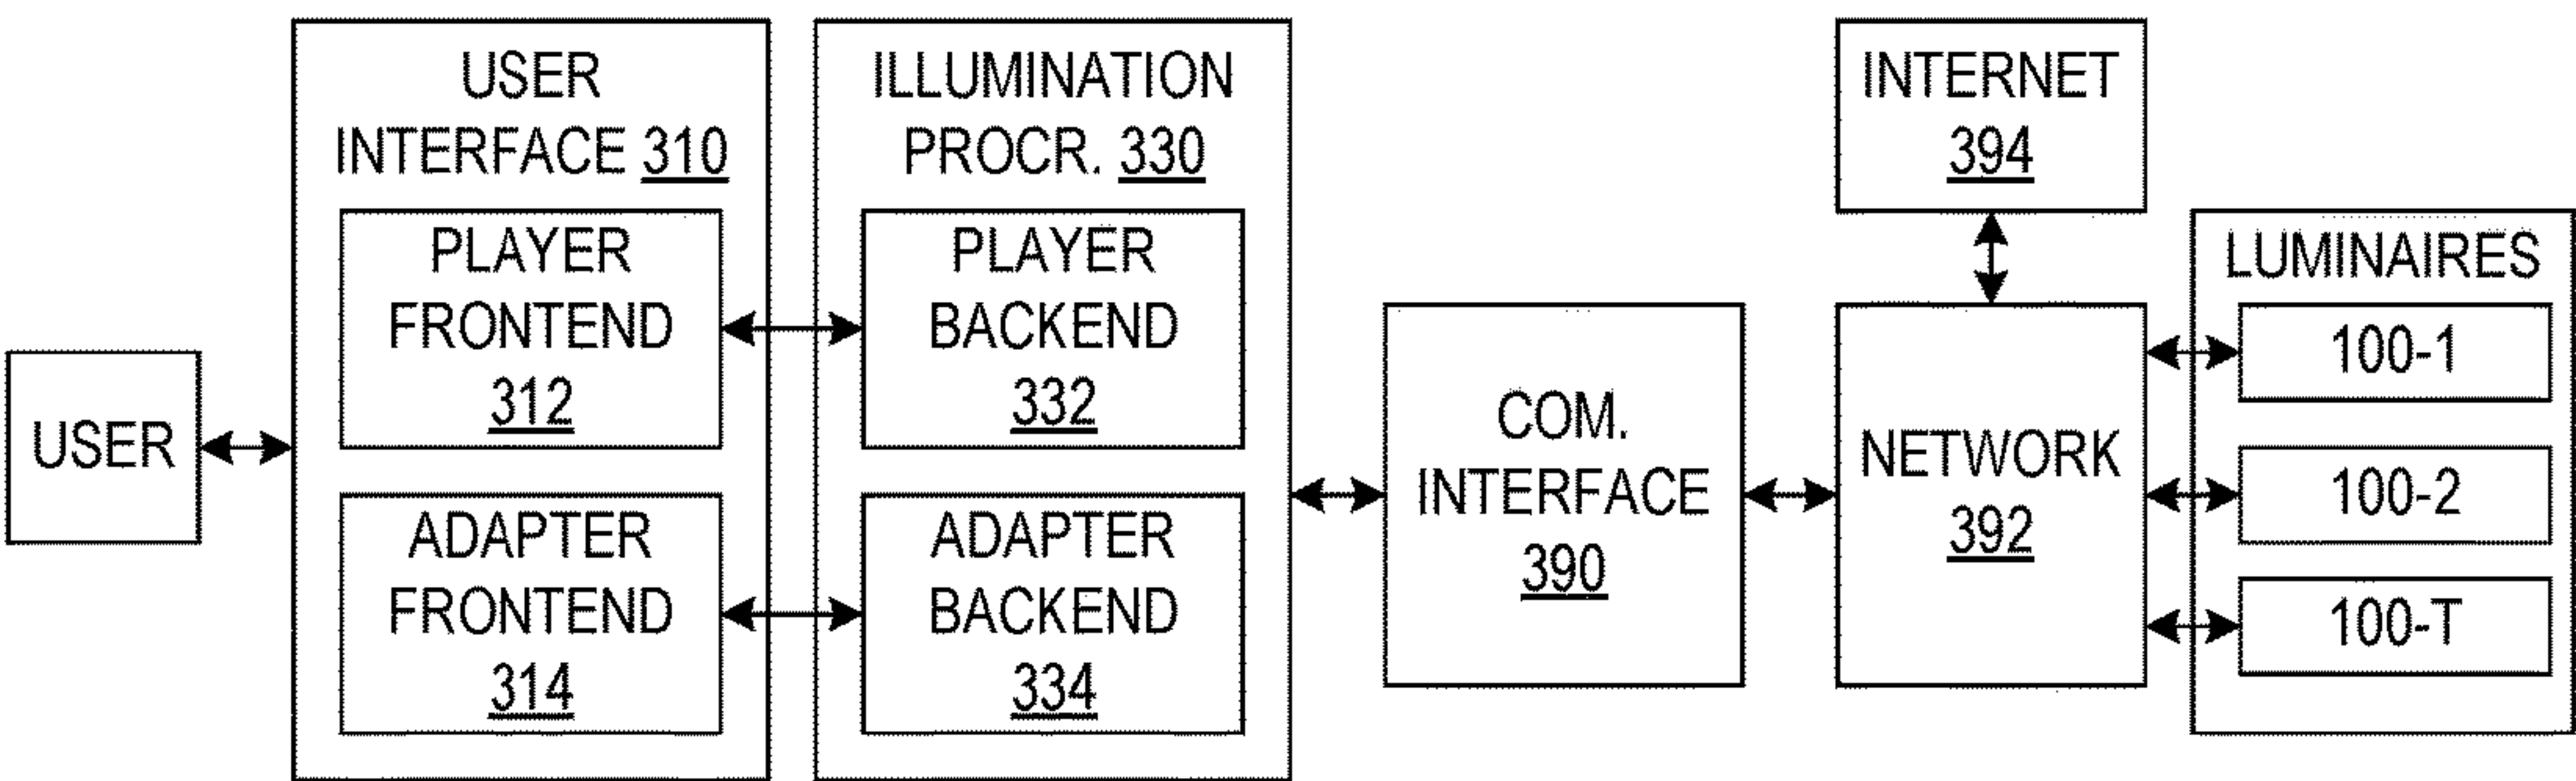 USER
USER
INTERFACE 310
PLAYER
FRONTEND
312
ADAPTER
FRONTEND
314
ILLUMINATION
PROCR. 330
PLAYER
BACKEND
332
ADAPTER
BACKEND
334
COM.
INTERFACE
390
INTERNET
394
NETWORK
392
LUMINAIRES
100-1
100-2
100-T